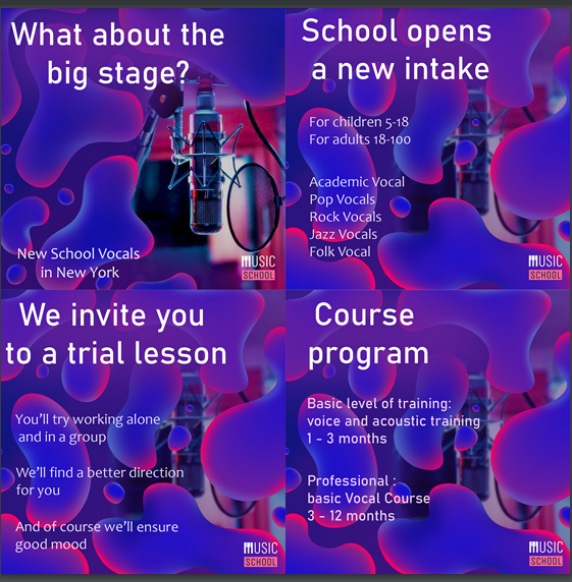 What about the
big stage?
New School Vocals
in New York
MUSIC
SCHOOL
School opens
a new intake
For children 5-18
For adults 18-100
Academic Vocal
Pop Vocals
Rock Vocals
Jazz Vocals
Folk Vocal
MUSIC
SCHOOL
We invite you
to a trial lesson
You'll try working alone
and in a group
We'll find a better direction
for you
And of course we'll ensure
good mood
MUSIC
SCHOOL
Course
program
Basic level of training:
voice and acoustic training
1 - 3 months
Professional :
basic Vocal Course
3 - 12 months
MUSIC
SCHOOL